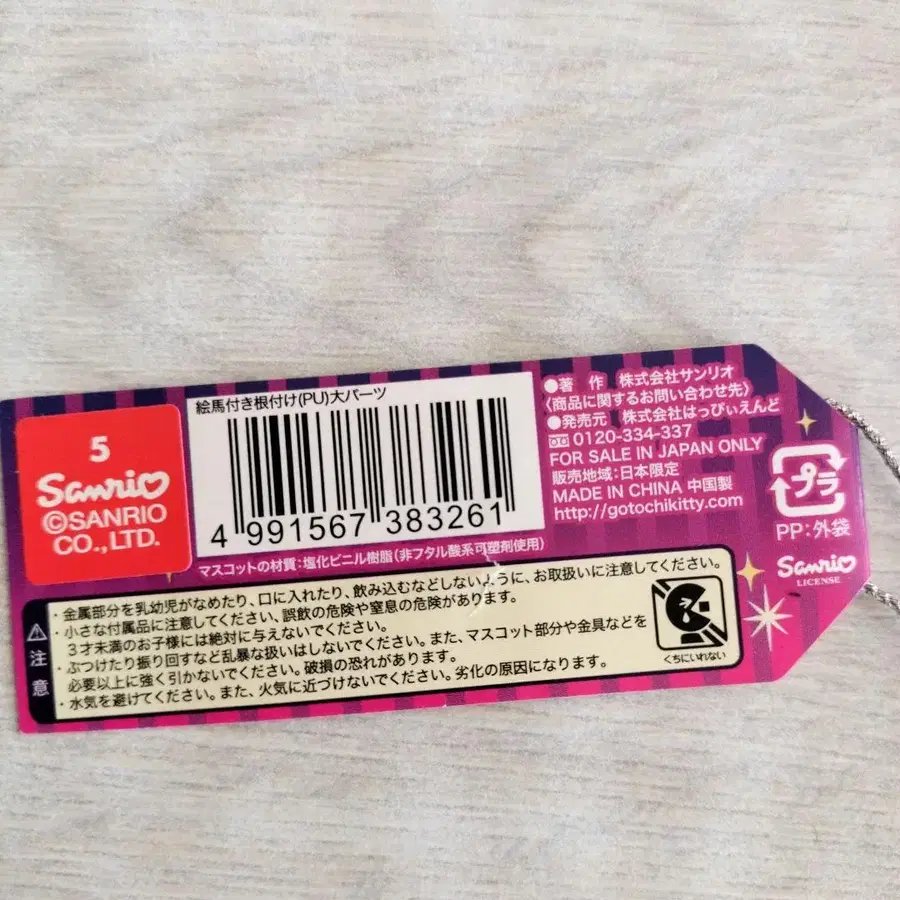 5
Sanrio
©SANRIO
CO.,LTD.
絵馬付き根付け(PU)大パーツ
4 991567 383261
マスコットの材質:塩化ビニル樹脂(非フタル酸系可塑剤使用)
●著 作 株式会社サンリオ
〈商品に関するお問い合わせ先〉
●発売元 株式会社はっぴぃえんど
0120-334-337
FOR SALE IN JAPAN ONLY
販売地域:日本限定
MADE IN CHINA 中国製
http://gotochikitty.com
プラ
PP:外袋
Sanrio
LICENSE
注意
・金属部分を乳幼児がなめたり、口に入れたり、飲み込むなどしないように、お取扱いに注意してください。
・小さな付属品に注意してください。誤飲の危険や窒息の危険があります。
3才未満のお子様には絶対に与えないでください。
・ぶつけたり振り回すなど乱暴な扱いはしないでください。また、マスコット部分や金具などを
必要以上に強く引かないでください。破損の恐れがあります。
・水気を避けてください。また、火気に近づけないでください。劣化の原因になります。
くちにいれない